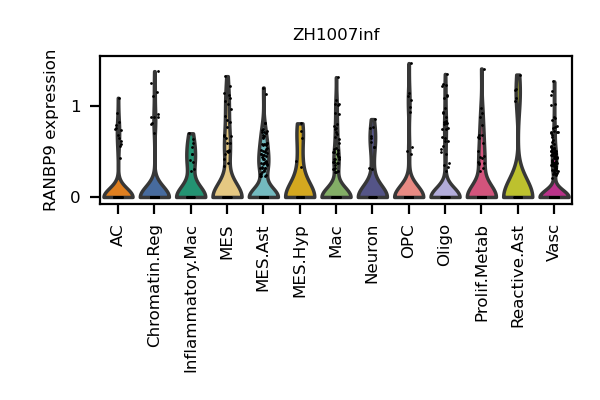 ZH1007inf
RANBP9 expression
1
0
AC
Chromatin.Reg
Inflammatory.Mac
MES
MES.Ast
MES.Hyp
Mac
Neuron
OPC
Oligo
Prolif.Metab
Reactive.Ast
Vasc